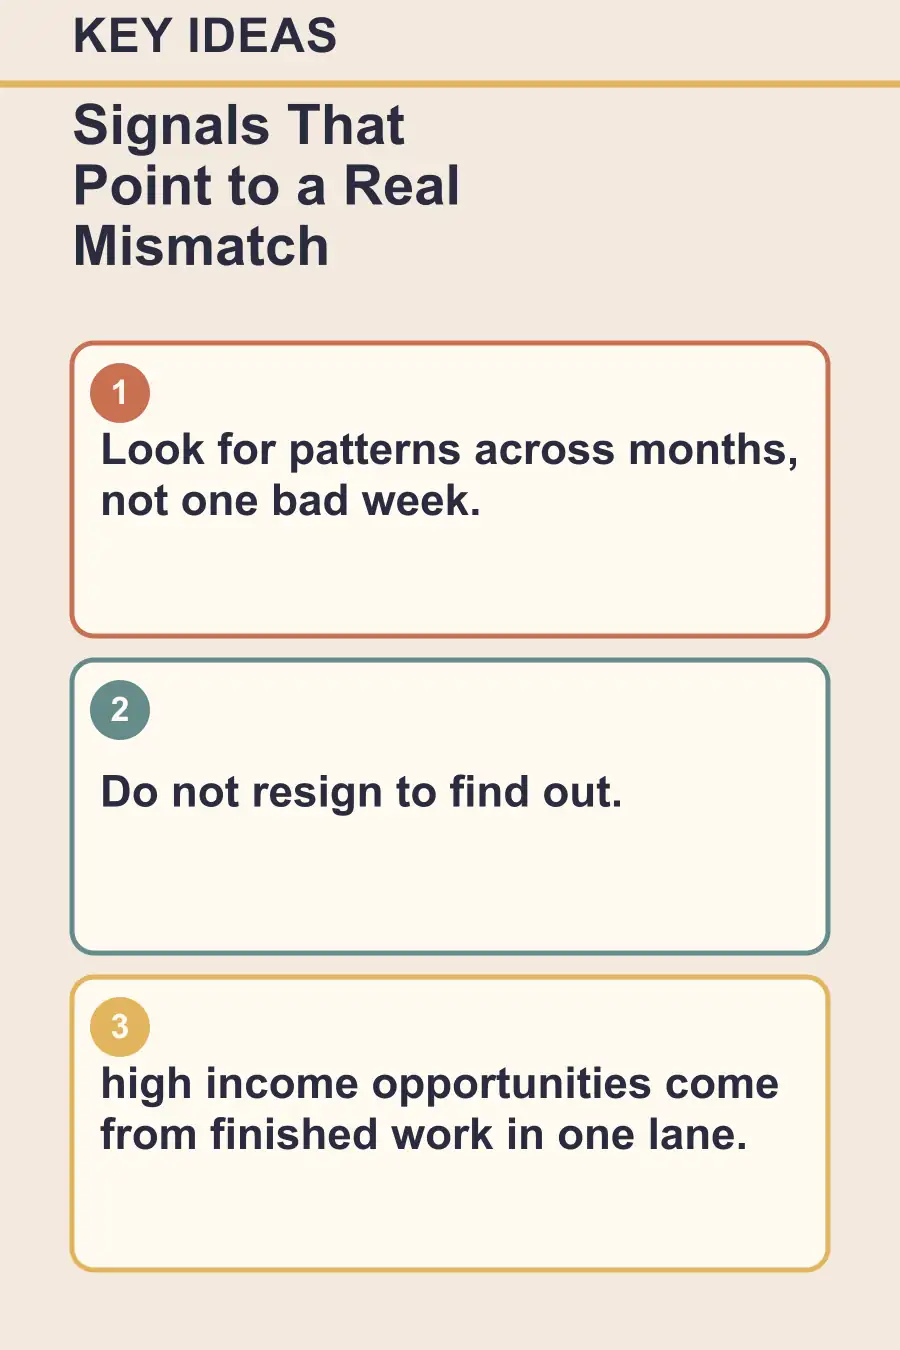 KEY IDEAS
Signals That
Point to a Real
Mismatch
1
Look for patterns across months,
not one bad week.
2
Do not resign to find out.
3
high income opportunities come
from finished work in one lane.